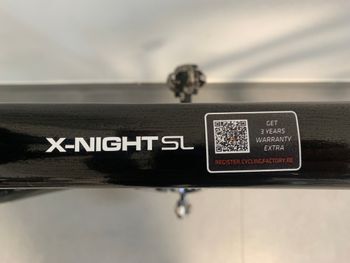 X-NIGHT SL
GET
3 YEARS
WARRANTY
EXTRA
REGISTER.CYCLINGFACTORY.BE